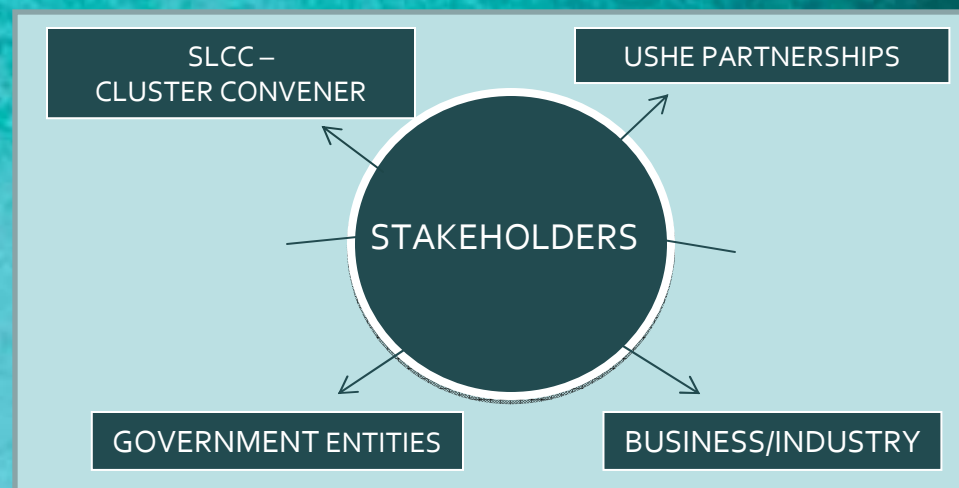 SLCC –
CLUSTER CONVENER
USHE PARTNERSHIPS
STAKEHOLDERS
GOVERNMENT ENTITIES
BUSINESS/INDUSTRY